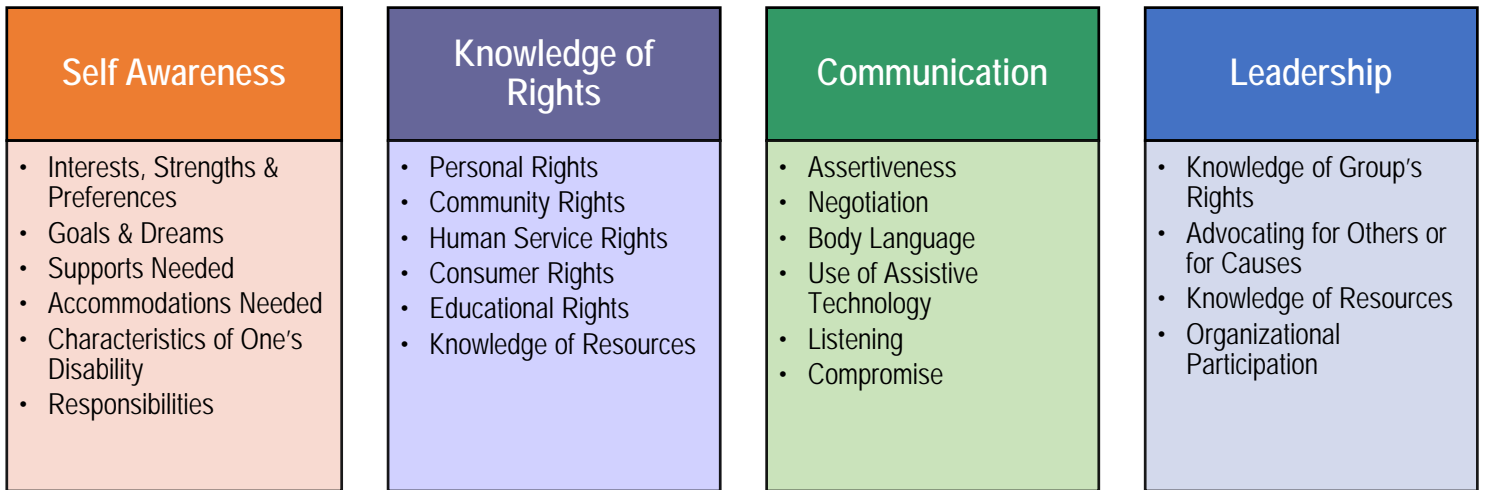 Self Awareness
• Interests, Strengths &
Preferences
• Goals & Dreams
• Supports Needed
• Accommodations Needed
• Characteristics of One’s
Disability
• Responsibilities
Knowledge of
Rights
• Personal Rights
• Community Rights
• Human Service Rights
• Consumer Rights
• Educational Rights
• Knowledge of Resources
Communication
• Assertiveness
• Negotiation
• Body Language
• Use of Assistive
Technology
• Listening
• Compromise
Leadership
• Knowledge of Group’s
Rights
• Advocating for Others or
for Causes
• Knowledge of Resources
• Organizational
Participation